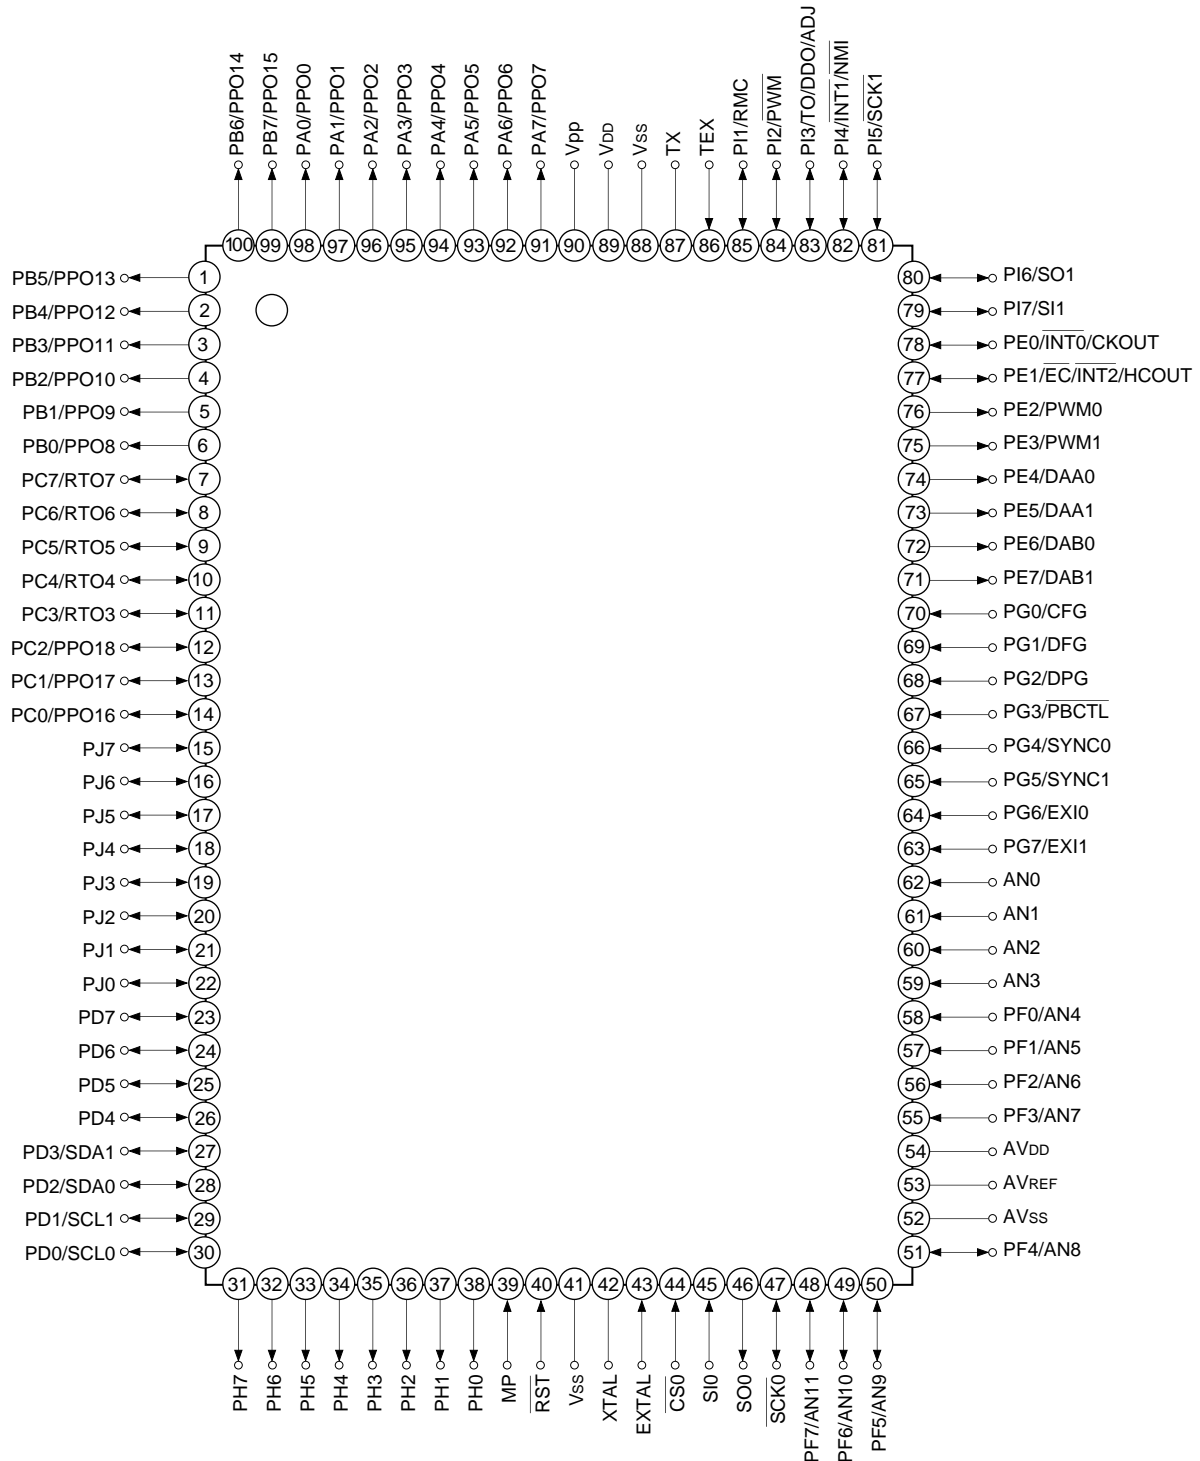 PB6/PPO14
PB7/PPO15
PA0/PPO0
PA1/PPO1
PA2/PPO2
PA3/PPO3
PA4/PPO4
PA5/PPO5
PA6/PPO6
PA7/PPO7
Vpp
VDD
Vss
TX
TEX
PI1/RMC
PI2/PWM
PI3/TO/DDO/ADJ
PI4/INT1/NMI
PI5/SCK1
100 99 98 97 96 95 94 93 92 91 90 89 88 87 86 85 84 83 82 81
PB5/PPO13 1 80 PI6/SO1
PB4/PPO12 2 79 PI7/SI1
PB3/PPO11 3 78 PE0/INT0/CKOUT
PB2/PPO10 4 77 PE1/EC/INT2/HCOUT
PB1/PPO9 5 76 PE2/PWM0
PB0/PPO8 6 75 PE3/PWM1
PC7/RTO7 7 74 PE4/DAA0
PC6/RTO6 8 73 PE5/DAA1
PC5/RTO5 9 72 PE6/DAB0
PC4/RTO4 10 71 PE7/DAB1
PC3/RTO3 11 70 PG0/CFG
PC2/PPO18 12 69 PG1/DFG
PC1/PPO17 13 68 PG2/DPG
PC0/PPO16 14 67 PG3/PBCTL
PJ7 15 66 PG4/SYNC0
PJ6 16 65 PG5/SYNC1
PJ5 17 64 PG6/EXI0
PJ4 18 63 PG7/EXI1
PJ3 19 62 AN0
PJ2 20 61 AN1
PJ1 21 60 AN2
PJ0 22 59 AN3
PD7 23 58 PF0/AN4
PD6 24 57 PF1/AN5
PD5 25 56 PF2/AN6
PD4 26 55 PF3/AN7
PD3/SDA1 27 54 AVDD
PD2/SDA0 28 53 AVREF
PD1/SCL1 29 52 AVss
PD0/SCL0 30 51 PF4/AN8
31 32 33 34 35 36 37 38 39 40 41 42 43 44 45 46 47 48 49 50
PH7
PH6
PH5
PH4
PH3
PH2
PH1
PH0
MP
RST
Vss
XTAL
EXTAL
CS0
SI0
SO0
SCK0
PF7/AN11
PF6/AN10
PF5/AN9